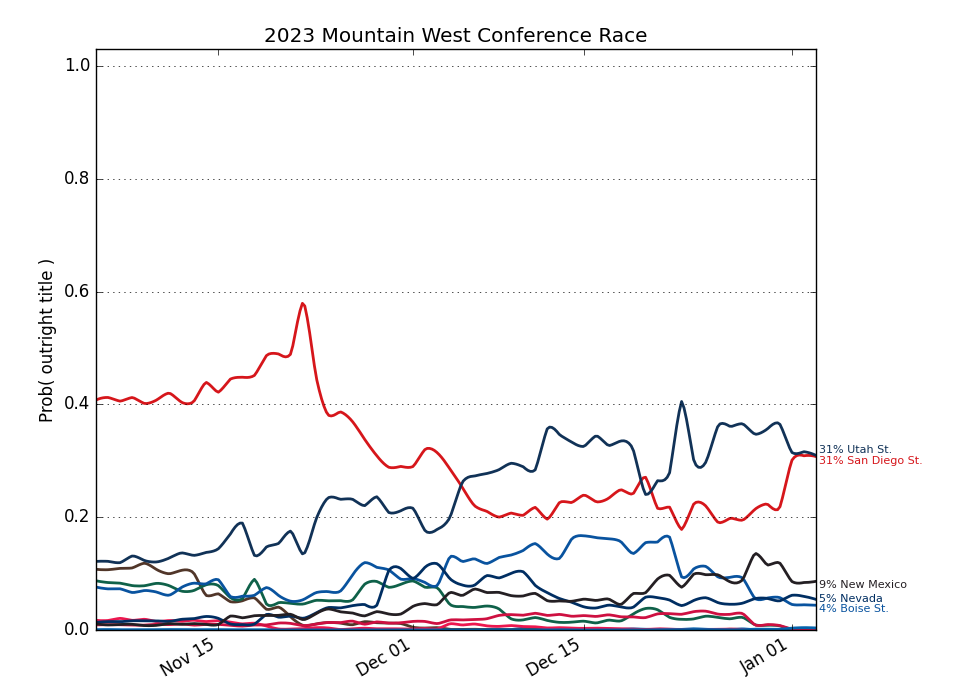 2023 Mountain West Conference Race
1.0
0.8
0.6
0.4
0.2
0.0
Prob( outright title )
31% Utah St.
31% San Diego St.
9% New Mexico
5% Nevada
4% Boise St.
Nov 15
Dec 01
Dec 15
Jan 01